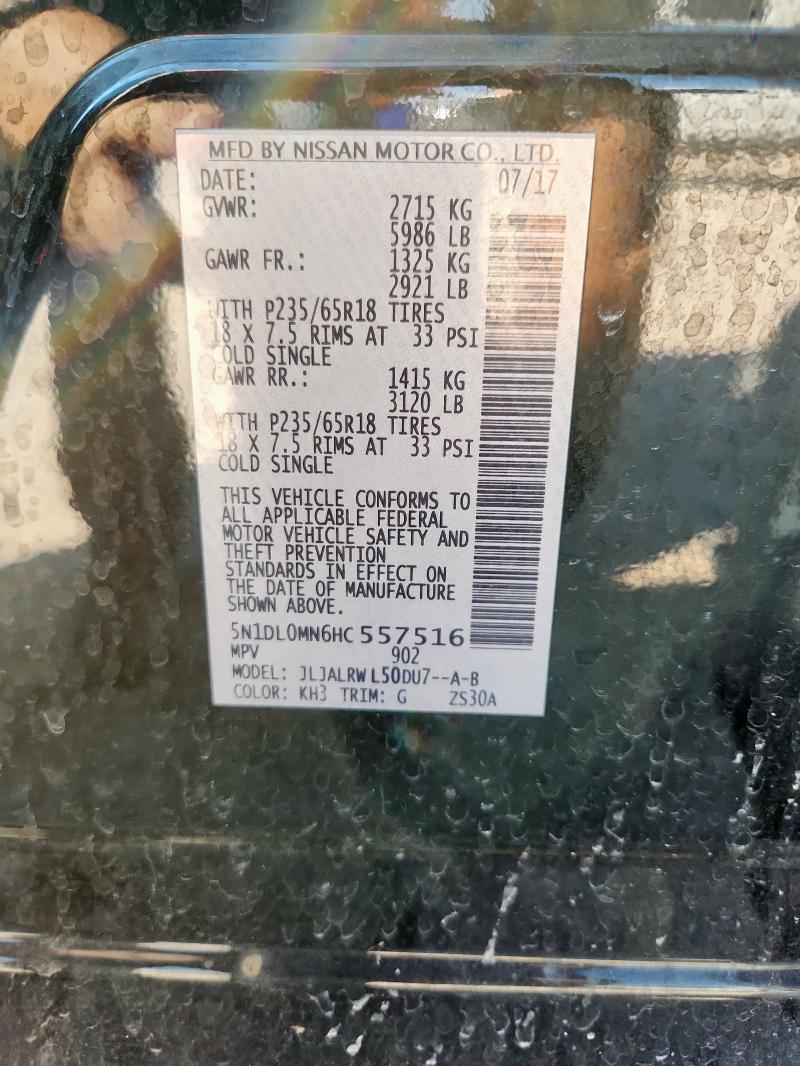 MFD BY NISSAN MOTOR CO., LTD.
DATE: 07/17
GVWR: 2715 KG
5986 LB
GAWR FR.: 1325 KG
2921 LB
WITH P235/65R18 TIRES
18 X 7.5 RIMS AT 33 PSI
COLD SINGLE
GAWR RR.: 1415 KG
3120 LB
WITH P235/65R18 TIRES
18 X 7.5 RIMS AT 33 PSI
COLD SINGLE
THIS VEHICLE CONFORMS TO
ALL APPLICABLE FEDERAL
MOTOR VEHICLE SAFETY AND
THEFT PREVENTION
STANDARDS IN EFFECT ON
THE DATE OF MANUFACTURE
SHOWN ABOVE.
5N1DL0MN6HC 557516
MPV 902
MODEL: JLJALRW L50DU7--A-B
COLOR: KH3 TRIM: G ZS30A